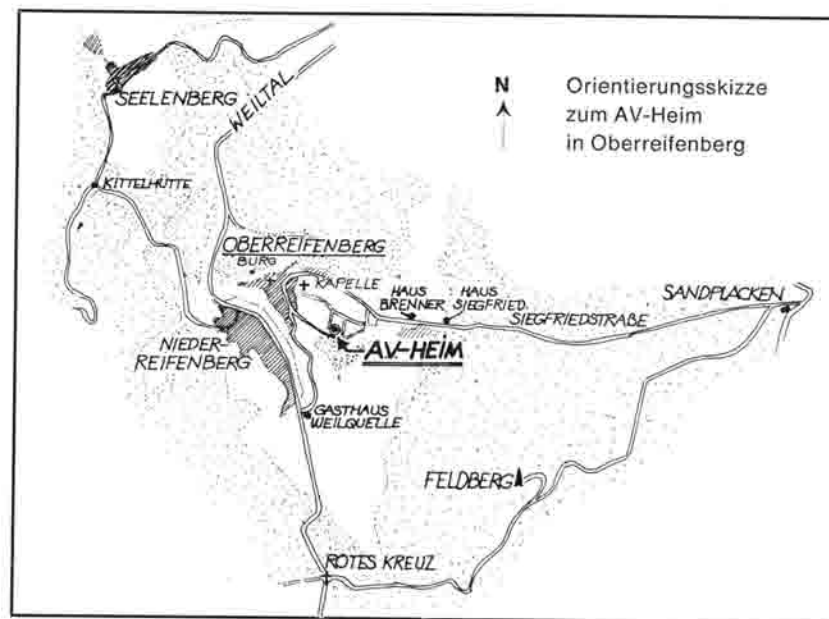 N
Orientierungsskizze
zum AV-Heim
in Oberreifenberg
SEELENBERG
WEILTAL
KITTELHÜTTE
OBERREIFENBERG
BURG
KAPELLE
HAUS
BRENNER
HAUS
SIEGFRIED
SIEGFRIEDSTRAßE
SANDPLACKEN
NIEDER-
REIFENBERG
AV-HEIM
GASTHAUS
WEILQUELLE
FELDBERG
ROTES KREUZ